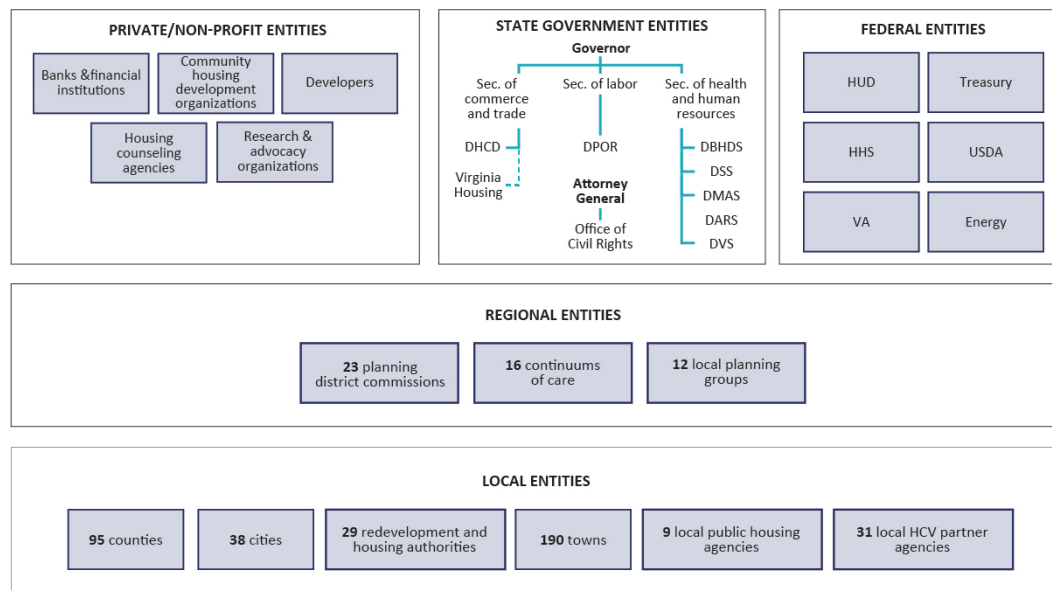 PRIVATE/NON-PROFIT ENTITIES
Banks &financial
institutions
Community
housing
development
organizations
Developers
Housing
counseling
agencies
Research &
advocacy
organizations
STATE GOVERNMENT ENTITIES
Governor
Sec. of
commerce
and trade
Sec. of labor
Sec. of health
and human
resources
DHCD
Virginia
Housing
DPOR
Attorney
General
Office of
Civil Rights
DBHDS
DSS
DMAS
DARS
DVS
FEDERAL ENTITIES
HUD
Treasury
HHS
USDA
VA
Energy
REGIONAL ENTITIES
23 planning
district commissions
16 continuums
of care
12 local planning
groups
LOCAL ENTITIES
95 counties
38 cities
29 redevelopment and
housing authorities
190 towns
9 local public housing
agencies
31 local HCV partner
agencies